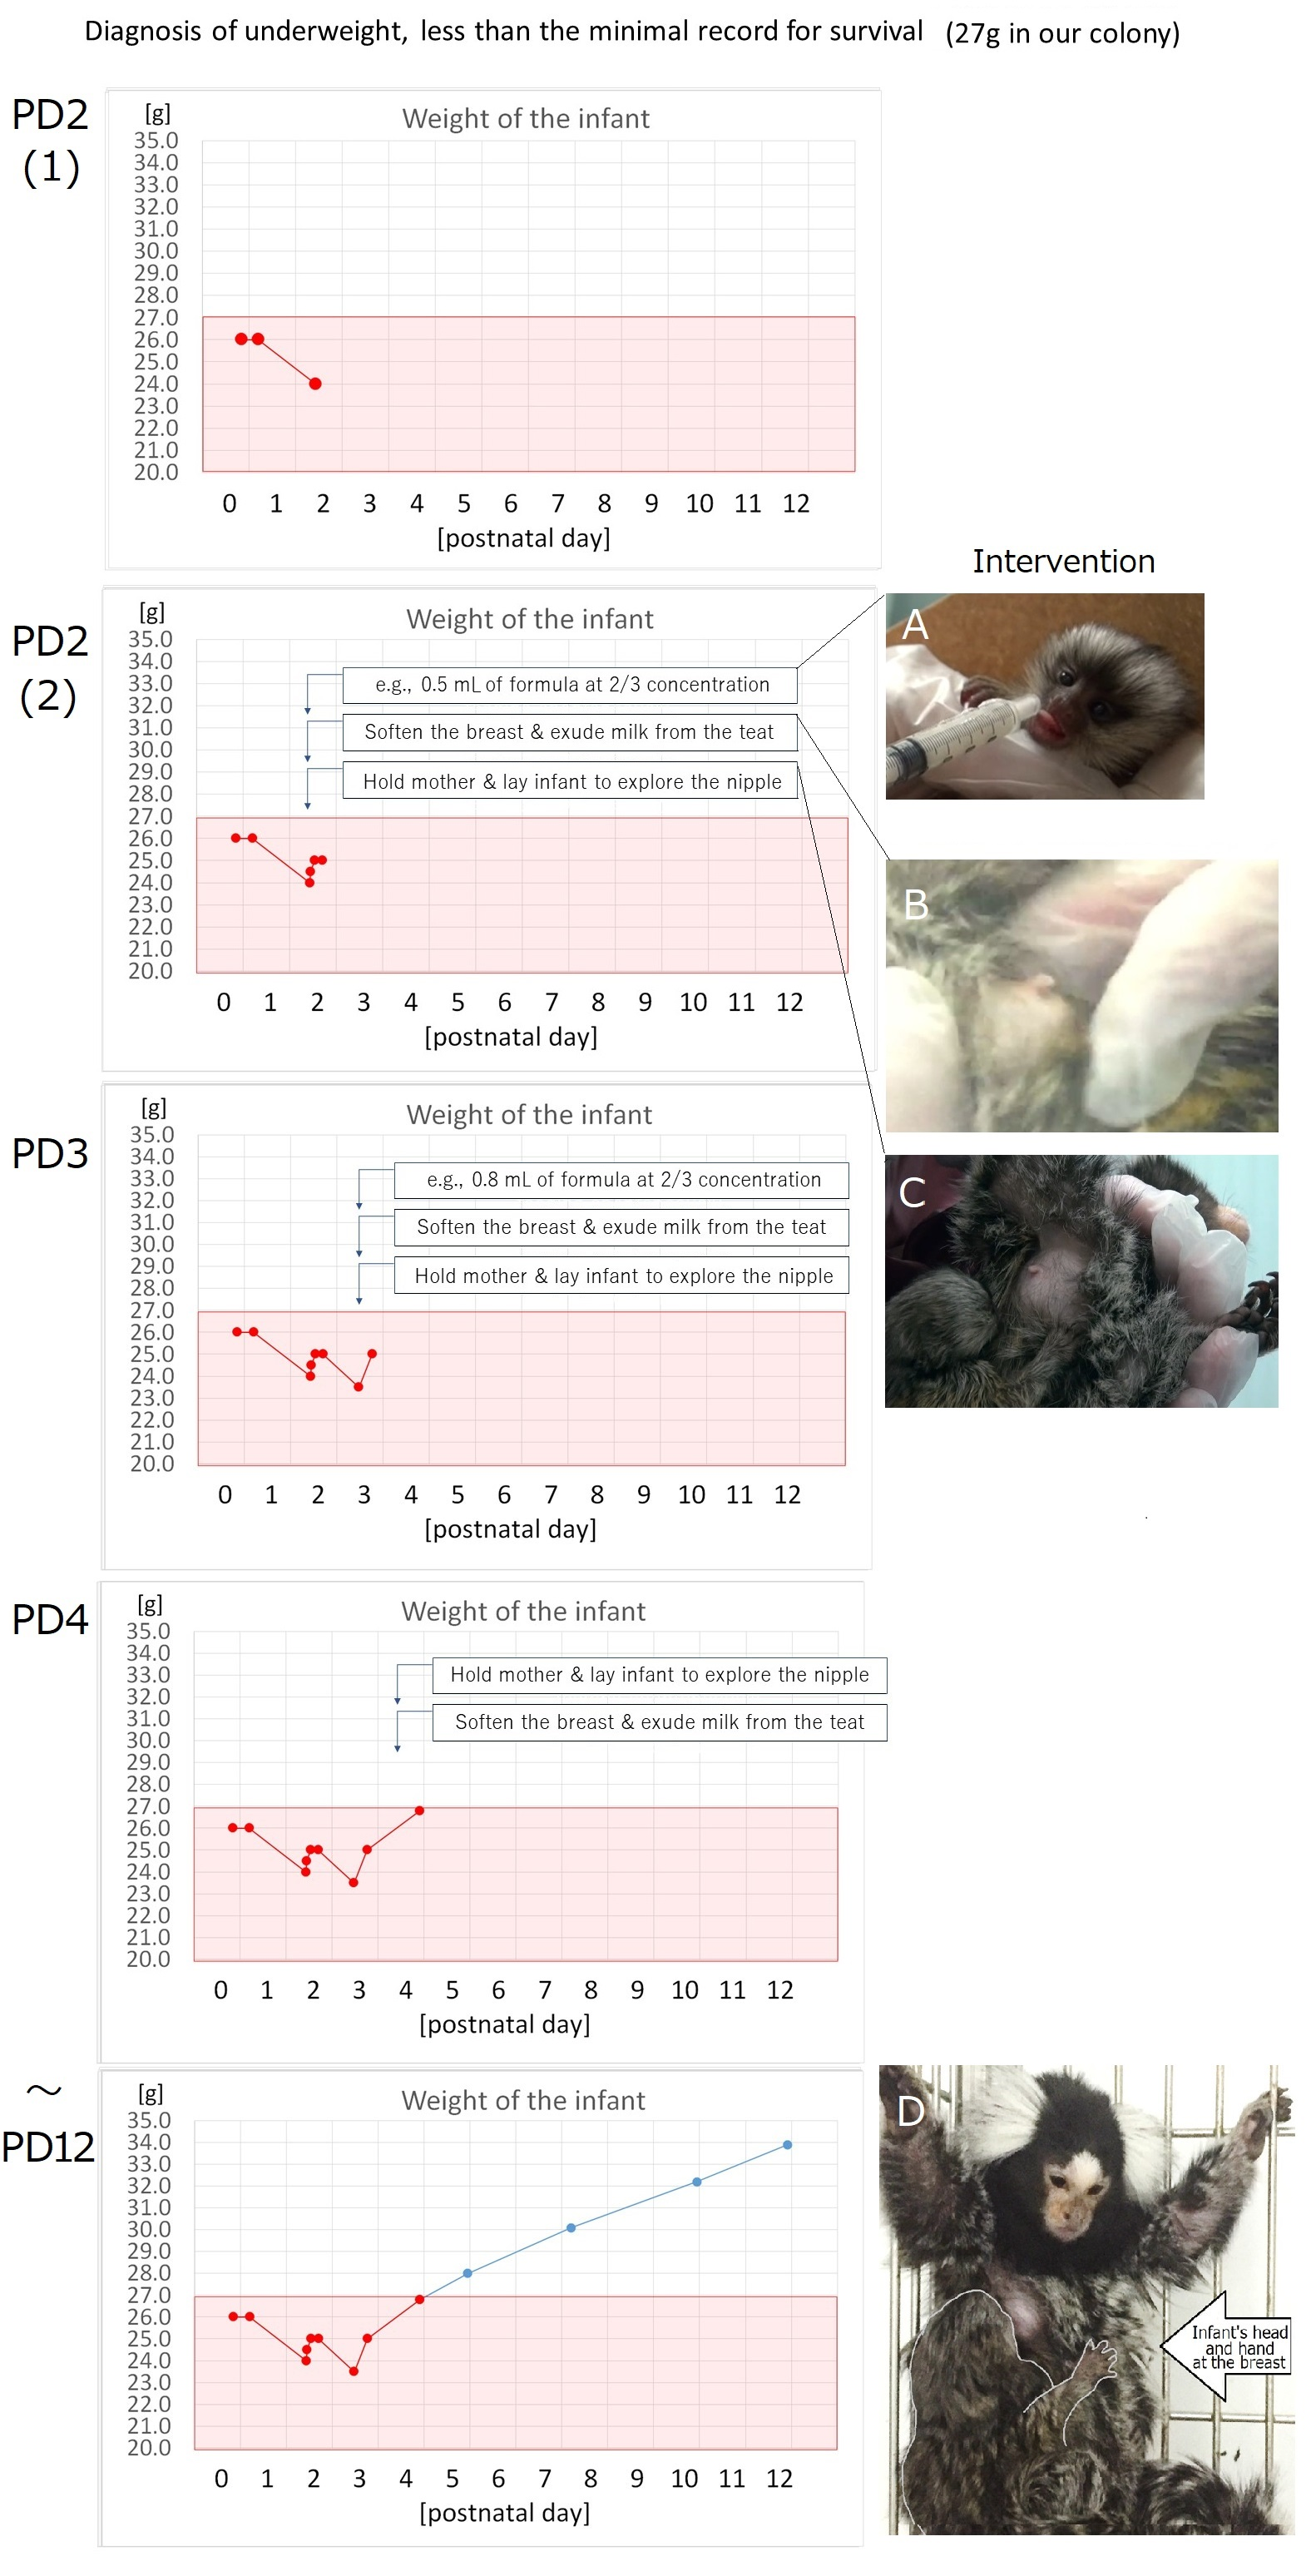 Diagnosis of underweight, less than the minimal record for survival (27g in our colony)
PD2
(1)
[g]
Weight of the infant
35.0
34.0
33.0
32.0
31.0
30.0
29.0
28.0
27.0
26.0
25.0
24.0
23.0
22.0
21.0
20.0
0 1 2 3 4 5 6 7 8 9 10 11 12
[postnatal day]
Intervention
PD2
(2)
[g]
Weight of the infant
35.0
34.0
33.0
32.0
31.0
30.0
29.0
28.0
27.0
26.0
25.0
24.0
23.0
22.0
21.0
20.0
e.g., 0.5 mL of formula at 2/3 concentration
Soften the breast & exude milk from the teat
Hold mother & lay infant to explore the nipple
0 1 2 3 4 5 6 7 8 9 10 11 12
[postnatal day]
A
B
C
PD3
[g]
Weight of the infant
35.0
34.0
33.0
32.0
31.0
30.0
29.0
28.0
27.0
26.0
25.0
24.0
23.0
22.0
21.0
20.0
e.g., 0.8 mL of formula at 2/3 concentration
Soften the breast & exude milk from the teat
Hold mother & lay infant to explore the nipple
0 1 2 3 4 5 6 7 8 9 10 11 12
[postnatal day]
PD4
[g]
Weight of the infant
35.0
34.0
33.0
32.0
31.0
30.0
29.0
28.0
27.0
26.0
25.0
24.0
23.0
22.0
21.0
20.0
Hold mother & lay infant to explore the nipple
Soften the breast & exude milk from the teat
0 1 2 3 4 5 6 7 8 9 10 11 12
[postnatal day]
~
PD12
[g]
Weight of the infant
35.0
34.0
33.0
32.0
31.0
30.0
29.0
28.0
27.0
26.0
25.0
24.0
23.0
22.0
21.0
20.0
0 1 2 3 4 5 6 7 8 9 10 11 12
[postnatal day]
D
Infant's head
and hand
at the breast